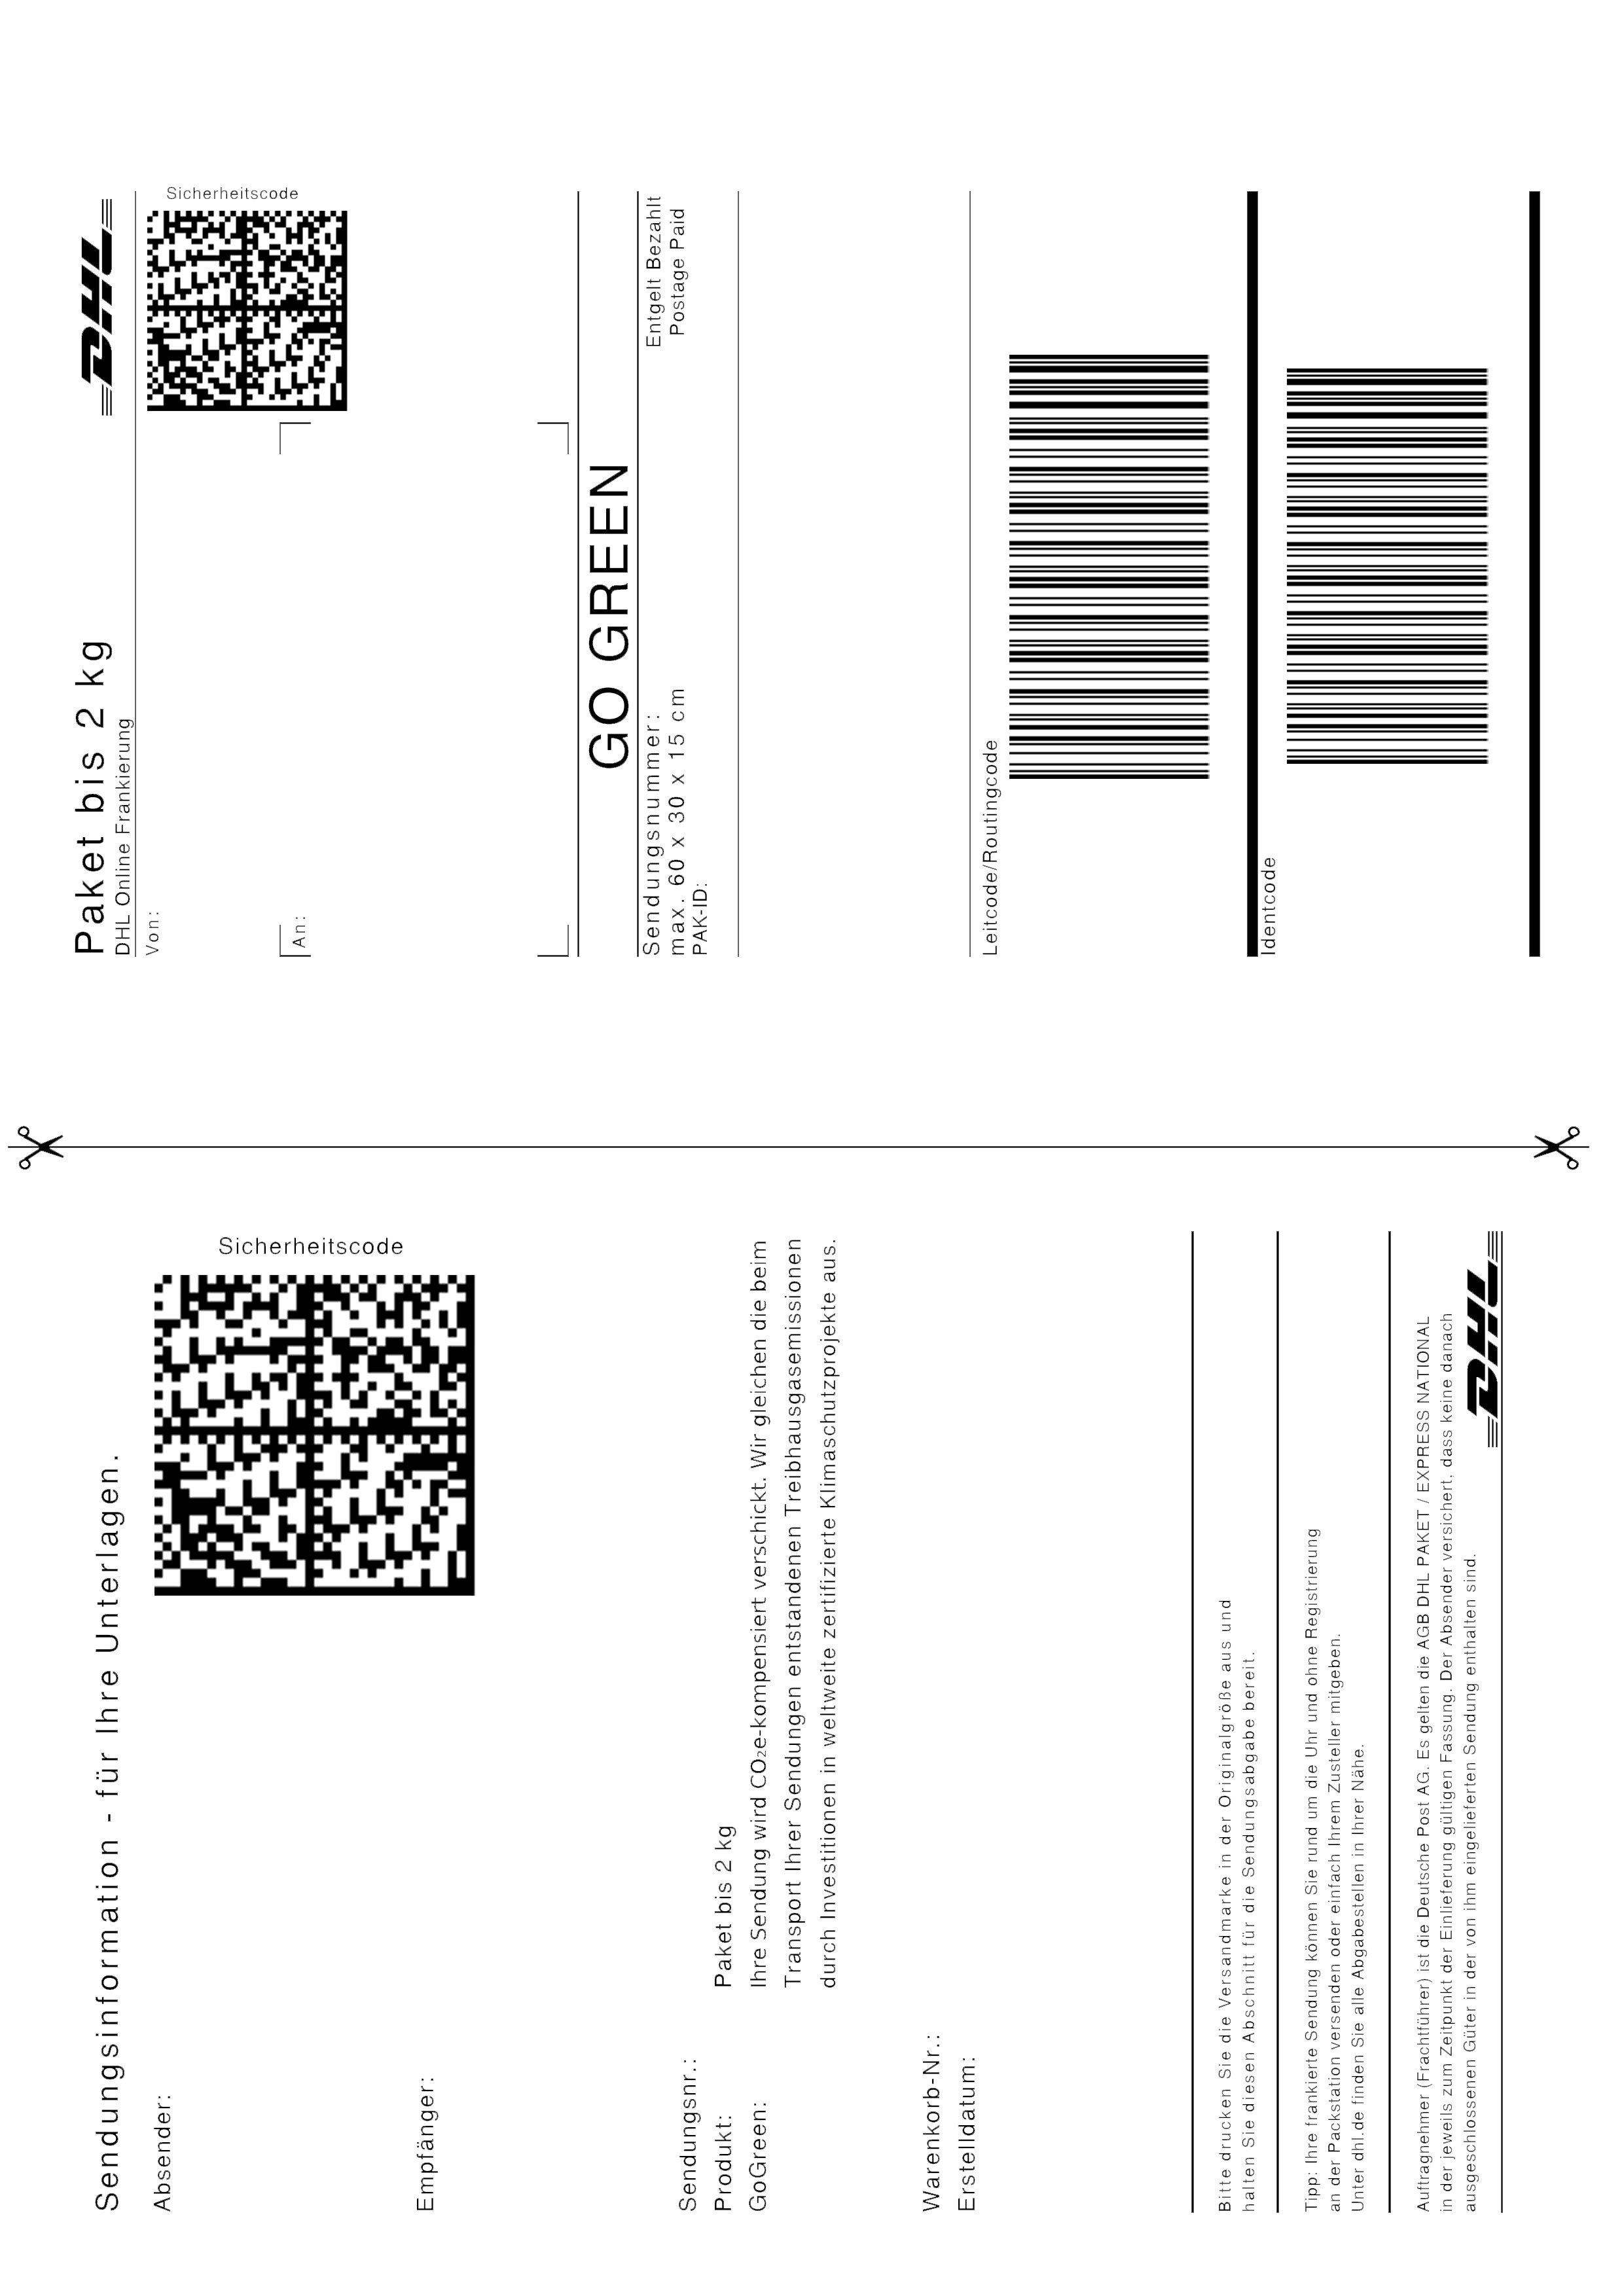 Paket bis 2 kg
DHL Online Frankierung
DHL
Von:
Sicherheitscode
An:
GO GREEN
Sendungsnummer:
max. 60 x 30 x 15 cm
PAK-ID:
Entgelt Bezahlt
Postage Paid
Leitcode/Routingcode
Identcode
Sendungsinformation - für Ihre Unterlagen.
Absender:
Sicherheitscode
Empfänger:
Sendungsnr.:
Produkt: Paket bis 2 kg
GoGreen: Ihre Sendung wird CO₂e-kompensiert verschickt. Wir gleichen die beim
Transport Ihrer Sendungen entstandenen Treibhausgasemissionen
durch Investitionen in weltweite zertifizierte Klimaschutzprojekte aus.
Warenkorb-Nr.:
Erstelldatum:
Bitte drucken Sie die Versandmarke in der Originalgröße aus und
halten Sie diesen Abschnitt für die Sendungsabgabe bereit.
Tipp: Ihre frankierte Sendung können Sie rund um die Uhr und ohne Registrierung
an der Packstation versenden oder einfach Ihrem Zusteller mitgeben.
Unter dhl.de finden Sie alle Abgabestellen in Ihrer Nähe.
Auftragnehmer (Frachtführer) ist die Deutsche Post AG. Es gelten die AGB DHL PAKET / EXPRESS NATIONAL
in der jeweils zum Zeitpunkt der Einlieferung gültigen Fassung. Der Absender versichert, dass keine danach
ausgeschlossenen Güter in der von ihm eingelieferten Sendung enthalten sind.
DHL